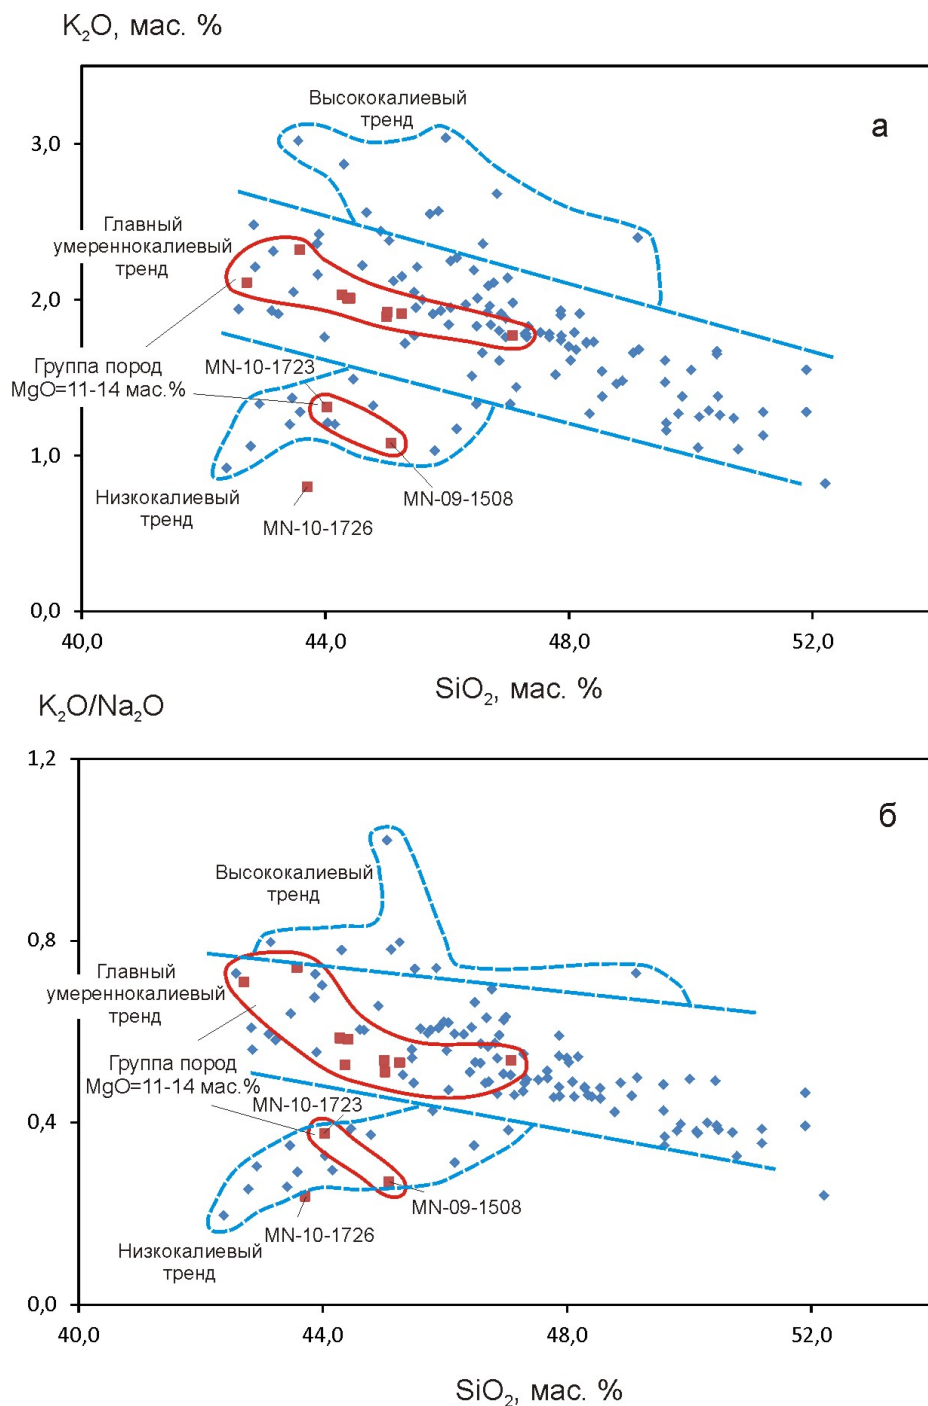 K₂O, мас. %
Высококалиевый
тренд
а
3,0
Главный
умереннокалиевый
тренд
2,0
Группа пород
MgO=11-14 мас.%
MN-10-1723
1,0
Низкокалиевый
тренд
MN-09-1508
MN-10-1726
0,0
40,0
44,0
48,0
52,0
SiO₂, мас. %
K₂O/Na₂O
1,2
б
Высококалиевый
тренд
0,8
Главный
умереннокалиевый
тренд
Группа пород
MgO=11-14 мас.%
MN-10-1723
0,4
MN-09-1508
MN-10-1726
Низкокалиевый
тренд
0,0
40,0
44,0
48,0
52,0
SiO₂, мас. %